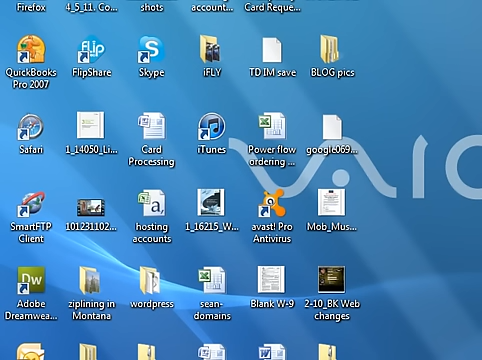 Firefox
4_5_11. Co...
shots
account...
Card Reque...
QuickBooks
Pro 2007
FlipShare
Skype
iFLY
TD IM save
BLOG pics
Safari
1_14050_Li...
Card
Processing
iTunes
Power flow
ordering ...
google069...
VAIO
SmartFTP
Client
101231102...
hosting
accounts
1_16215_W...
avast! Pro
Antivirus
Mob_Mus...
Adobe
Dreamwea...
ziplining in
Montana
wordpress
sean-
domains
Blank W-9
2-10_BK Web
changes